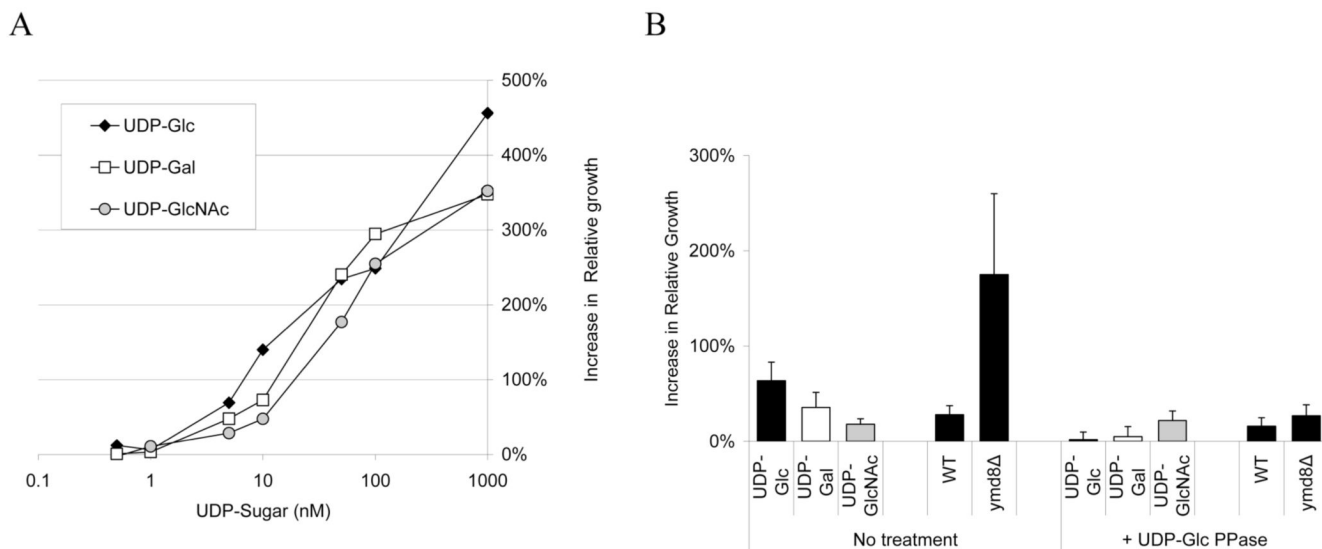 A
UDP-Glc
UDP-Gal
UDP-GlcNAc
500%
400%
300%
200%
100%
0%
Increase in Relative growth
0.1
1
10
100
1000
UDP-Sugar (nM)
B
300%
200%
100%
0%
Increase in Relative Growth
UDP-
Glc
UDP-
Gal
UDP-
GlcNAc
WT
ymd8Δ
UDP-
Glc
UDP-
Gal
UDP-
GlcNAc
WT
ymd8Δ
No treatment
+ UDP-Glc PPase